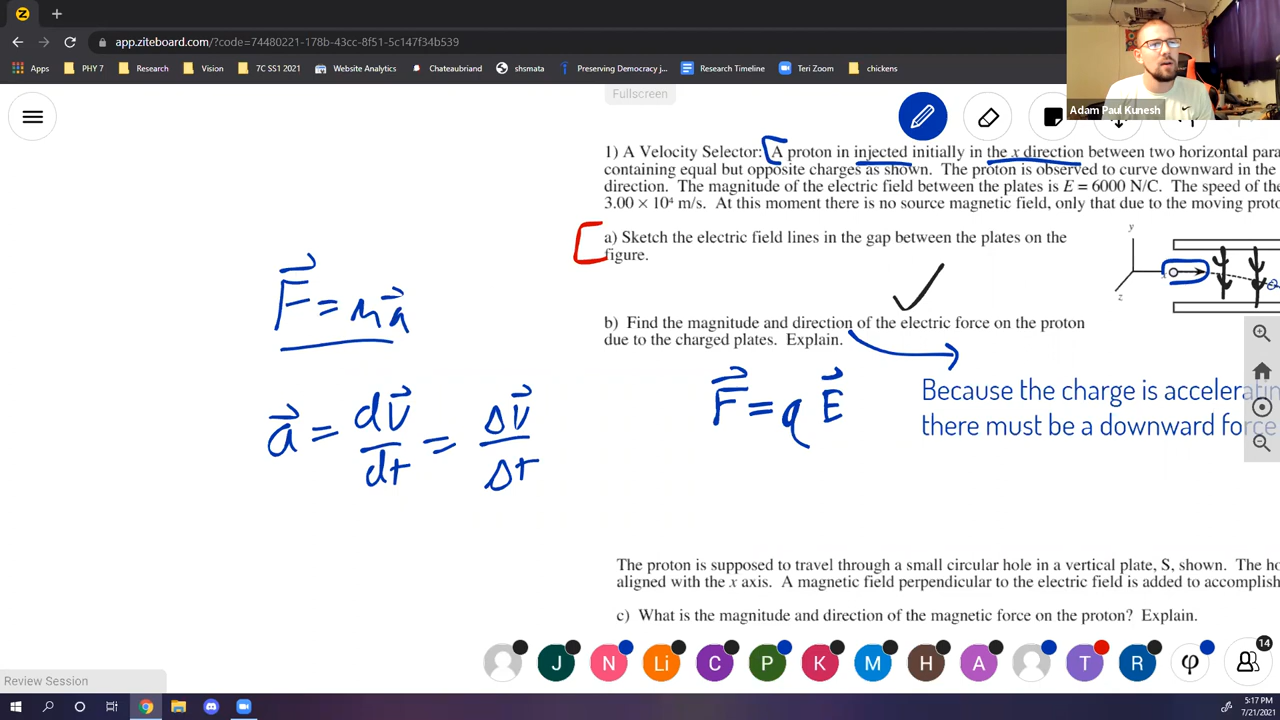 app.ziteboard.com/?code=74480221-178b-43cc-8f51-5c147f34b539
Apps PHY 7 Research Vision 7C SS1 2021 Website Analytics Chateaube... shsmata Preserving Democracy j... Research Timeline Teri Zoom chickens
Fullscreen
Adam Paul Kunesh
1) A Velocity Selector: A proton in injected initially in the x direction between two horizontal para
containing equal but opposite charges as shown. The proton is observed to curve downward in the
direction. The magnitude of the electric field between the plates is E = 6000 N/C. The speed of the
3.00 × 10⁴ m/s. At this moment there is no source magnetic field, only that due to the moving proto
a) Sketch the electric field lines in the gap between the plates on the
figure.
y
z
b) Find the magnitude and direction of the electric force on the proton
due to the charged plates. Explain.
F = ma
a = dv/dt = Δv/Δt
F = q E
Because the charge is acceleratin
there must be a downward force
The proton is supposed to travel through a small circular hole in a vertical plate, S, shown. The ho
aligned with the x axis. A magnetic field perpendicular to the electric field is added to accomplis
c) What is the magnitude and direction of the magnetic force on the proton? Explain.
J N Li C P K M H A T R φ 14
Review Session
5:17 PM
7/21/2021